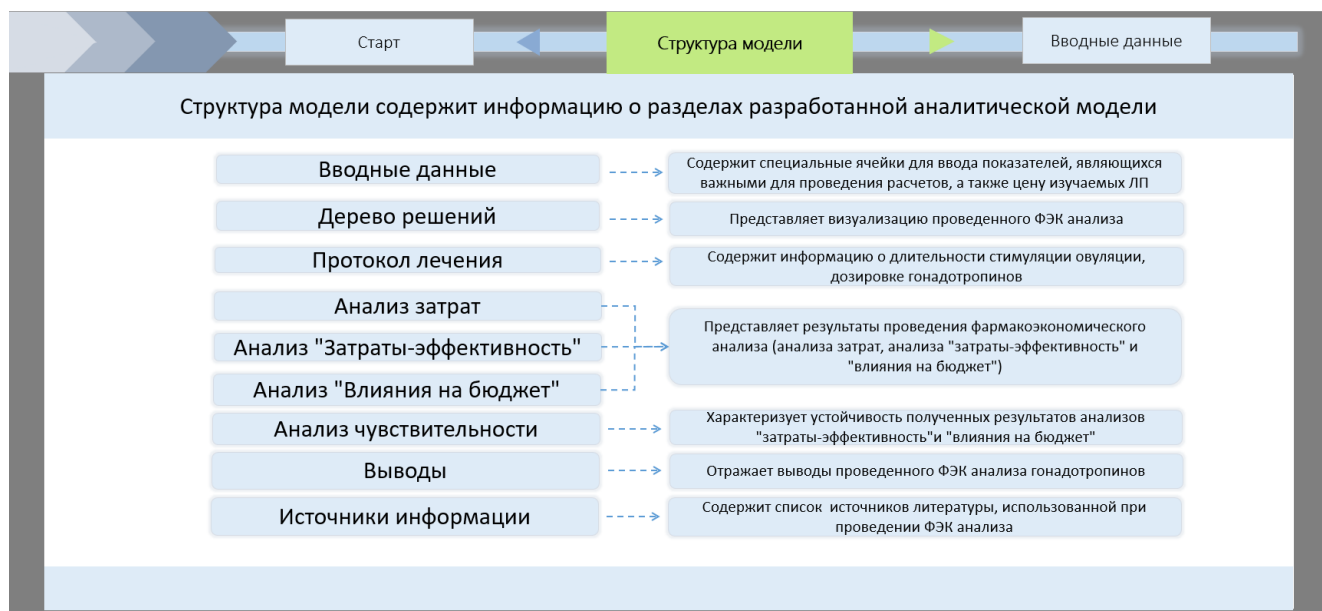 Старт
Структура модели
Вводные данные
Структура модели содержит информацию о разделах разработанной аналитической модели
Вводные данные
Содержит специальные ячейки для ввода показателей, являющихся
важными для проведения расчетов, а также цену изучаемых ЛП
Дерево решений
Представляет визуализацию проведенного ФЭК анализа
Протокол лечения
Содержит информацию о длительности стимуляции овуляции,
дозировке гонадотропинов
Анализ затрат
Анализ "Затраты-эффективность"
Анализ "Влияния на бюджет"
Представляет результаты проведения фармакоэкономического
анализа (анализа затрат, анализа "затраты-эффективность" и
"влияния на бюджет")
Анализ чувствительности
Характеризует устойчивость полученных результатов анализов
"затраты-эффективность"и "влияния на бюджет"
Выводы
Отражает выводы проведенного ФЭК анализа гонадотропинов
Источники информации
Содержит список  источников литературы, использованной при
проведении ФЭК анализа